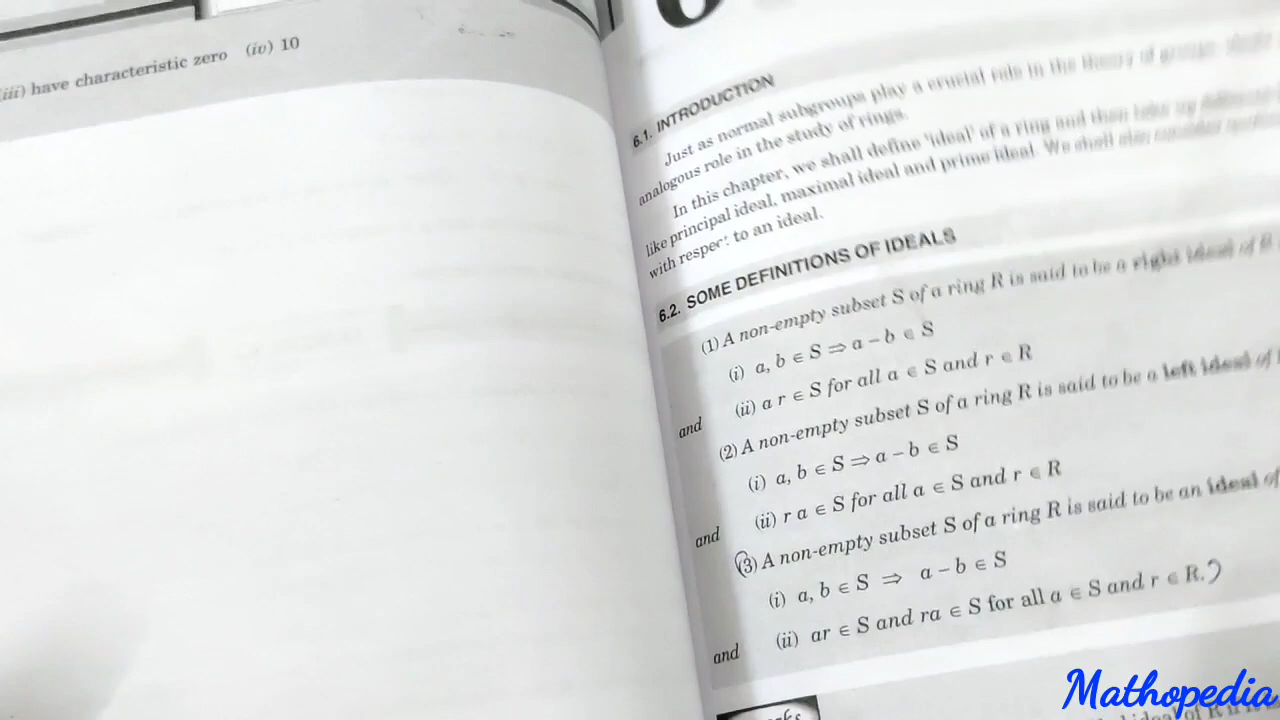 (iii) have characteristic zero (iv) 10
6.1. INTRODUCTION
Just as normal subgroups play a crucial role in the theory of groups,
analogous role in the study of rings.
In this chapter, we shall define 'ideal' of a ring and then take up different
like principal ideal, maximal ideal and prime ideal. We shall also consider
with respect to an ideal.
6.2. SOME DEFINITIONS OF IDEALS
(1) A non-empty subset S of a ring R is said to be a right ideal of R
(i) a, b ∈ S ⇒ a – b ∈ S
and (ii) a r ∈ S for all a ∈ S and r ∈ R
(2) A non-empty subset S of a ring R is said to be a left ideal of
(i) a, b ∈ S ⇒ a – b ∈ S
and (ii) r a ∈ S for all a ∈ S and r ∈ R
(3) A non-empty subset S of a ring R is said to be an ideal of
(i) a, b ∈ S ⇒ a – b ∈ S
and (ii) ar ∈ S and ra ∈ S for all a ∈ S and r ∈ R.
ideal of R
Mathopedia